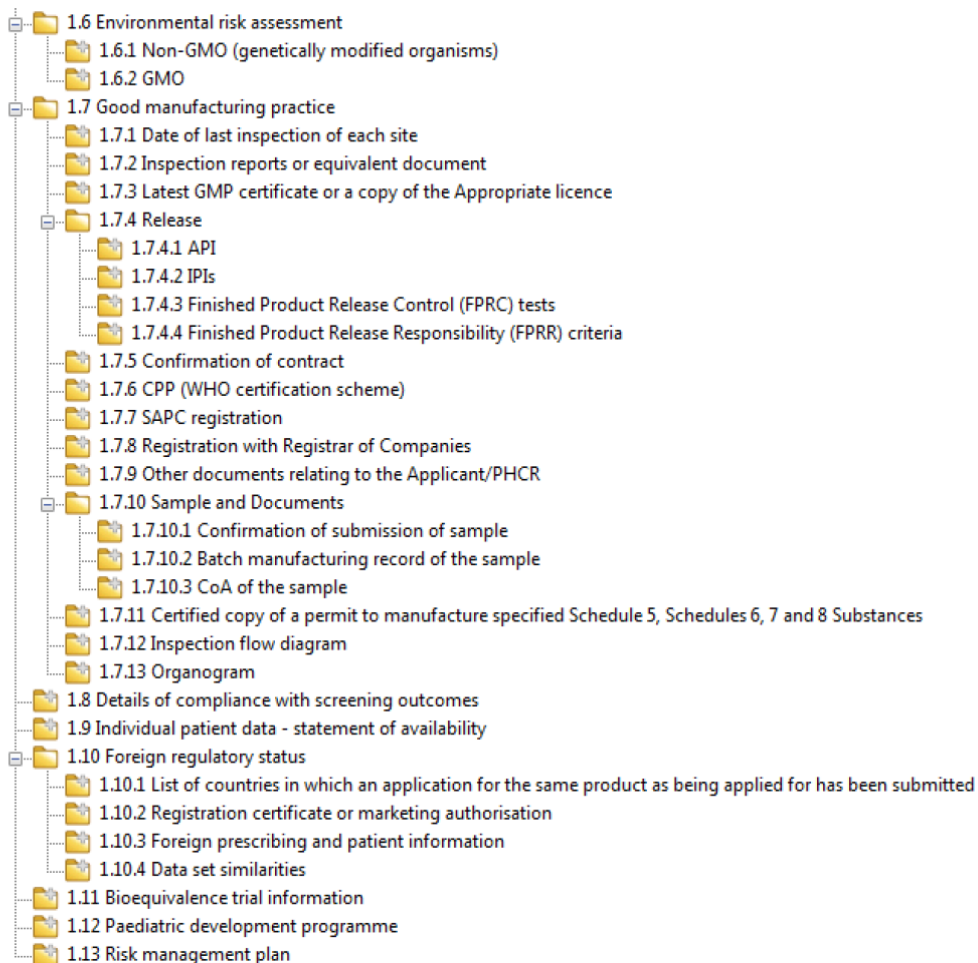 1.6 Environmental risk assessment
1.6.1 Non-GMO (genetically modified organisms)
1.6.2 GMO
1.7 Good manufacturing practice
1.7.1 Date of last inspection of each site
1.7.2 Inspection reports or equivalent document
1.7.3 Latest GMP certificate or a copy of the Appropriate licence
1.7.4 Release
1.7.4.1 API
1.7.4.2 IPIs
1.7.4.3 Finished Product Release Control (FPRC) tests
1.7.4.4 Finished Product Release Responsibility (FPRR) criteria
1.7.5 Confirmation of contract
1.7.6 CPP (WHO certification scheme)
1.7.7 SAPC registration
1.7.8 Registration with Registrar of Companies
1.7.9 Other documents relating to the Applicant/PHCR
1.7.10 Sample and Documents
1.7.10.1 Confirmation of submission of sample
1.7.10.2 Batch manufacturing record of the sample
1.7.10.3 CoA of the sample
1.7.11 Certified copy of a permit to manufacture specified Schedule 5, Schedules 6, 7 and 8 Substances
1.7.12 Inspection flow diagram
1.7.13 Organogram
1.8 Details of compliance with screening outcomes
1.9 Individual patient data - statement of availability
1.10 Foreign regulatory status
1.10.1 List of countries in which an application for the same product as being applied for has been submitted
1.10.2 Registration certificate or marketing authorisation
1.10.3 Foreign prescribing and patient information
1.10.4 Data set similarities
1.11 Bioequivalence trial information
1.12 Paediatric development programme
1.13 Risk management plan